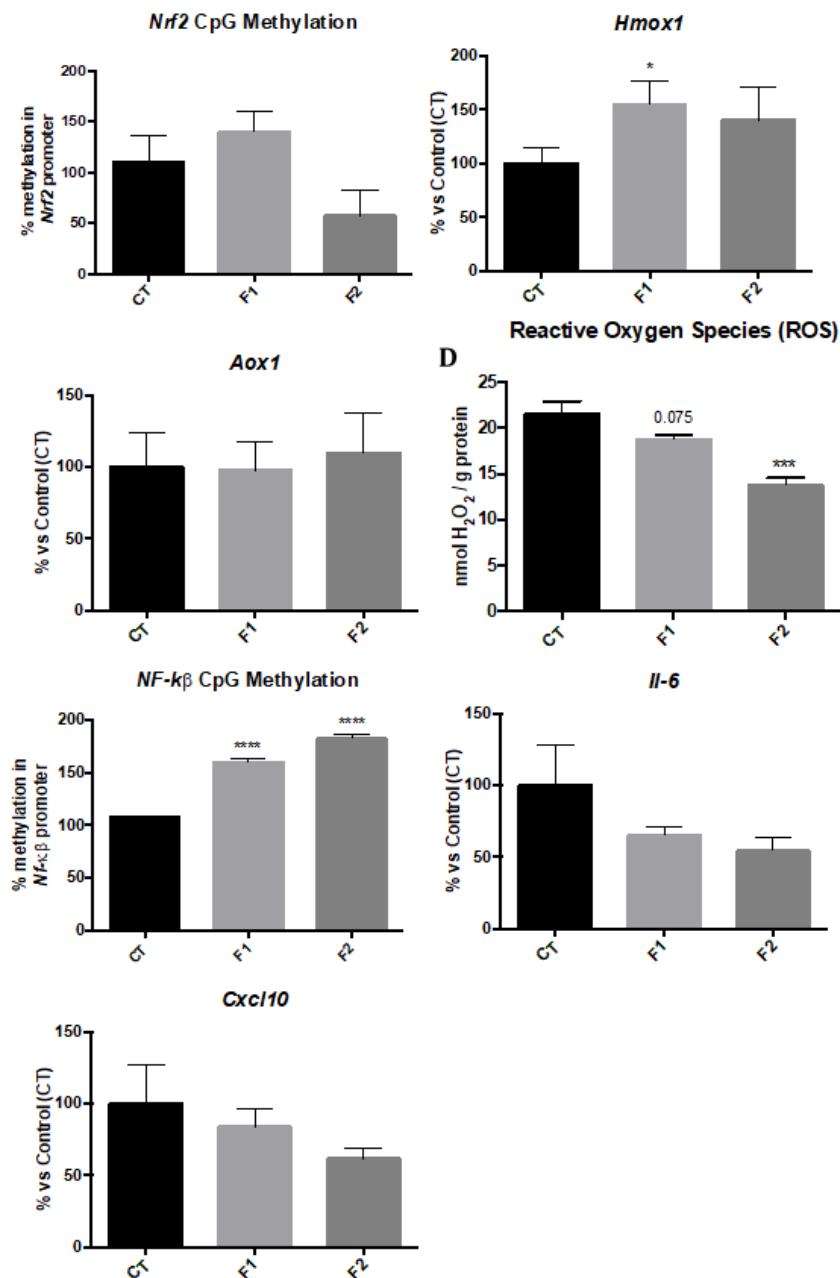 Nrf2 CpG Methylation
% methylation in
Nrf2 promoter
200
150
100
50
0
CT
F1
F2
Hmox1
% vs Control (CT)
200
150
100
50
0
*
CT
F1
F2
Aox1
% vs Control (CT)
150
100
50
0
CT
F1
F2
D
Reactive Oxygen Species (ROS)
nmol H₂O₂ / g protein
25
20
15
10
5
0
0.075
***
CT
F1
F2
NF-kβ CpG Methylation
% methylation in
Nf-κβ promoter
200
150
100
50
0
****
****
CT
F1
F2
Il-6
% vs Control (CT)
150
100
50
0
CT
F1
F2
Cxcl10
% vs Control (CT)
150
100
50
0
CT
F1
F2